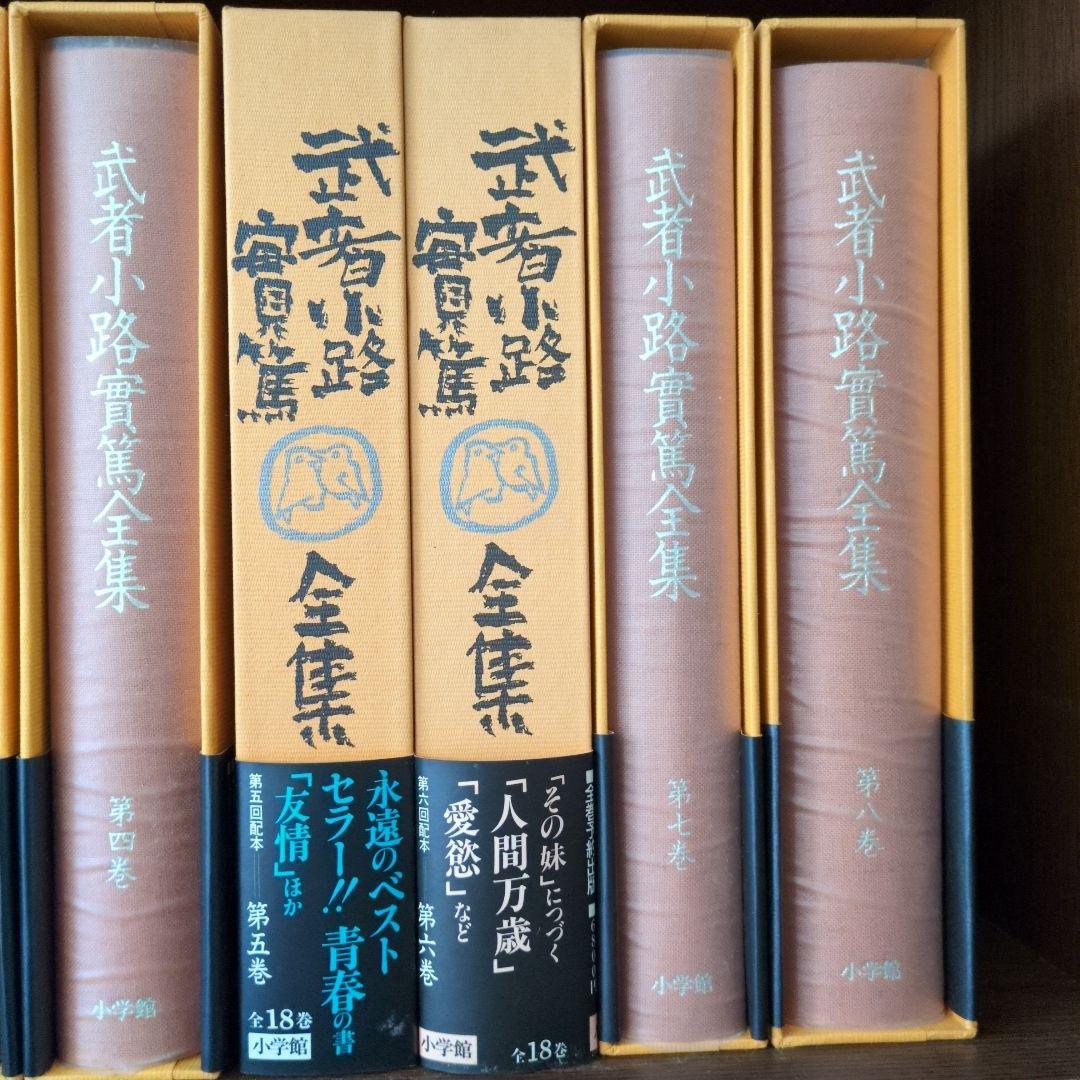 武者小路實篤全集
第四巻
小学館
武者小路
實篤
全集
永遠のベスト
セラー!! 青春の書
「友情」ほか
第五回配本
第五巻
全18巻
小学館
武者小路
實篤
全集
「その妹」につづく
「人間万歳」
「愛慾」など
第六回配本
第六巻
小学館
全18巻
武者小路實篤全集
第七巻
小学館
武者小路實篤全集
第八巻
小学館